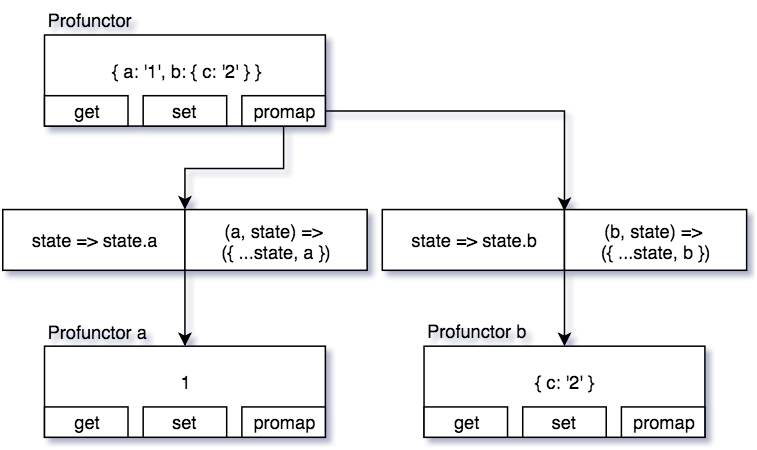 Profunctor
{ a: '1', b: { c: '2' } }
get
set
promap
state => state.a
(a, state) =>
({ ...state, a })
state => state.b
(b, state) =>
({ ...state, b })
Profunctor a
1
get
set
promap
Profunctor b
{ c: '2' }
get
set
promap